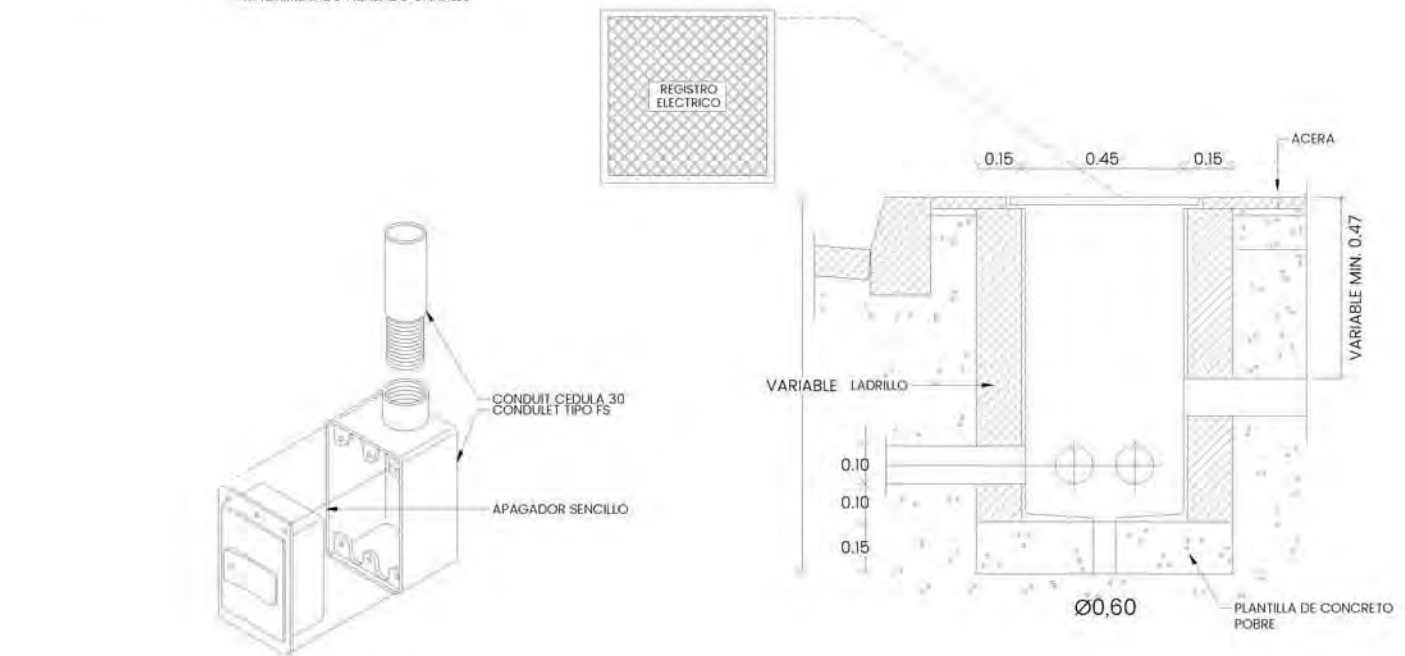 REGISTRO
ELECTRICO
ACERA
0.15
0.45
0.15
VARIABLE MIN. 0.47
VARIABLE
LADRILLO
CONDUIT CEDULA 30
CONDULET TIPO FS
0.10
0.10
APAGADOR SENCILLO
0.15
Ø0,60
PLANTILLA DE CONCRETO
POBRE